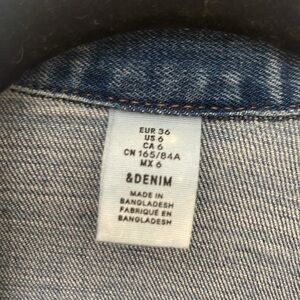 EUR 36
US 6
CA 6
CN 165/84A
MX 6
&DENIM
MADE IN
BANGLADESH
FABRIQUÉ EN
BANGLADESH